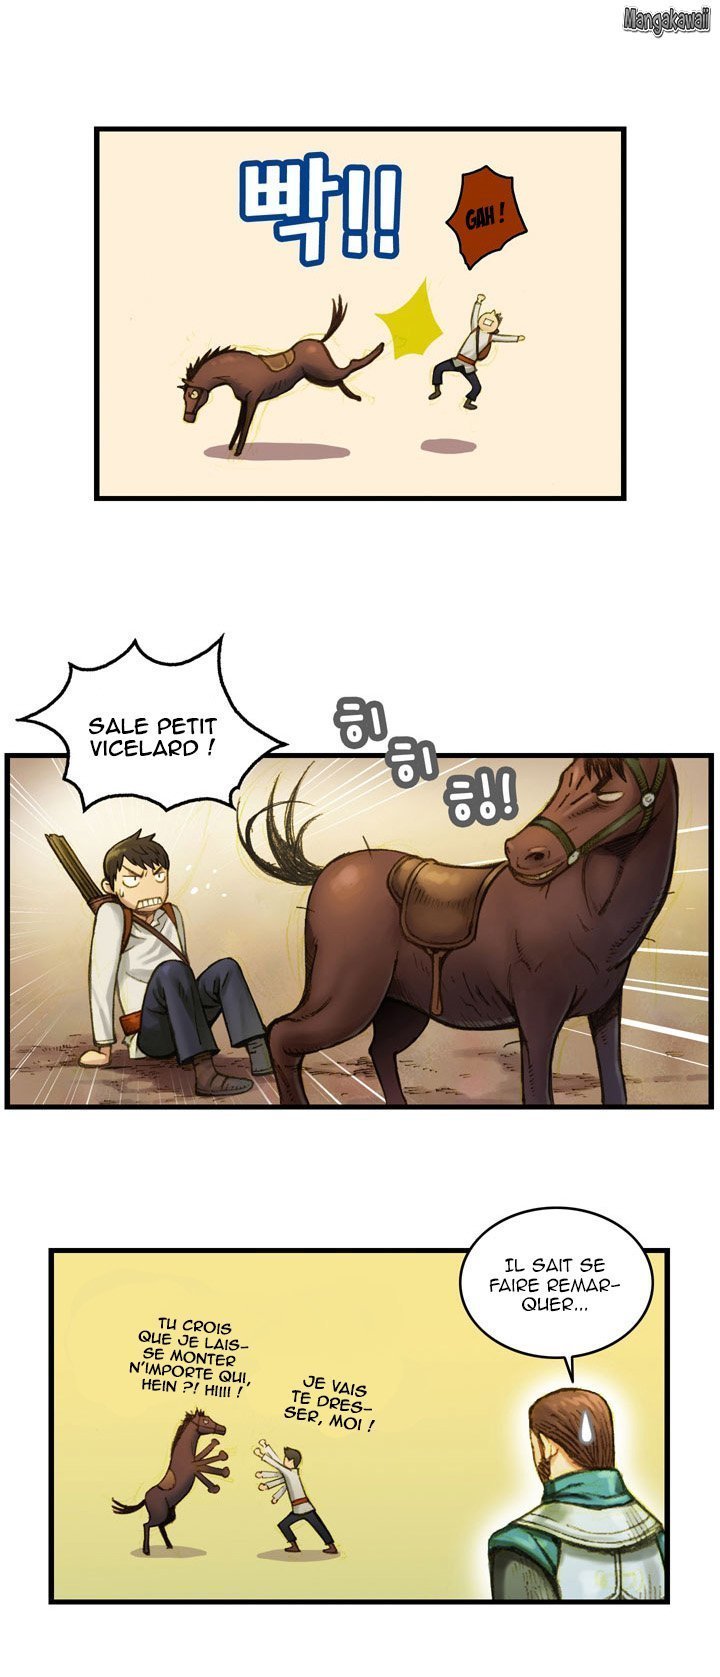 Mangakawaii
빡!!
GAH !
SALE PETIT
VICELARD !
히
히
힝!
IL SAIT SE
FAIRE REMAR-
QUER...
TU CROIS
QUE JE LAIS-
SE MONTER
N'IMPORTE QUI,
HEIN ?! HIIII !
JE VAIS
TE DRES-
SER, MOI !